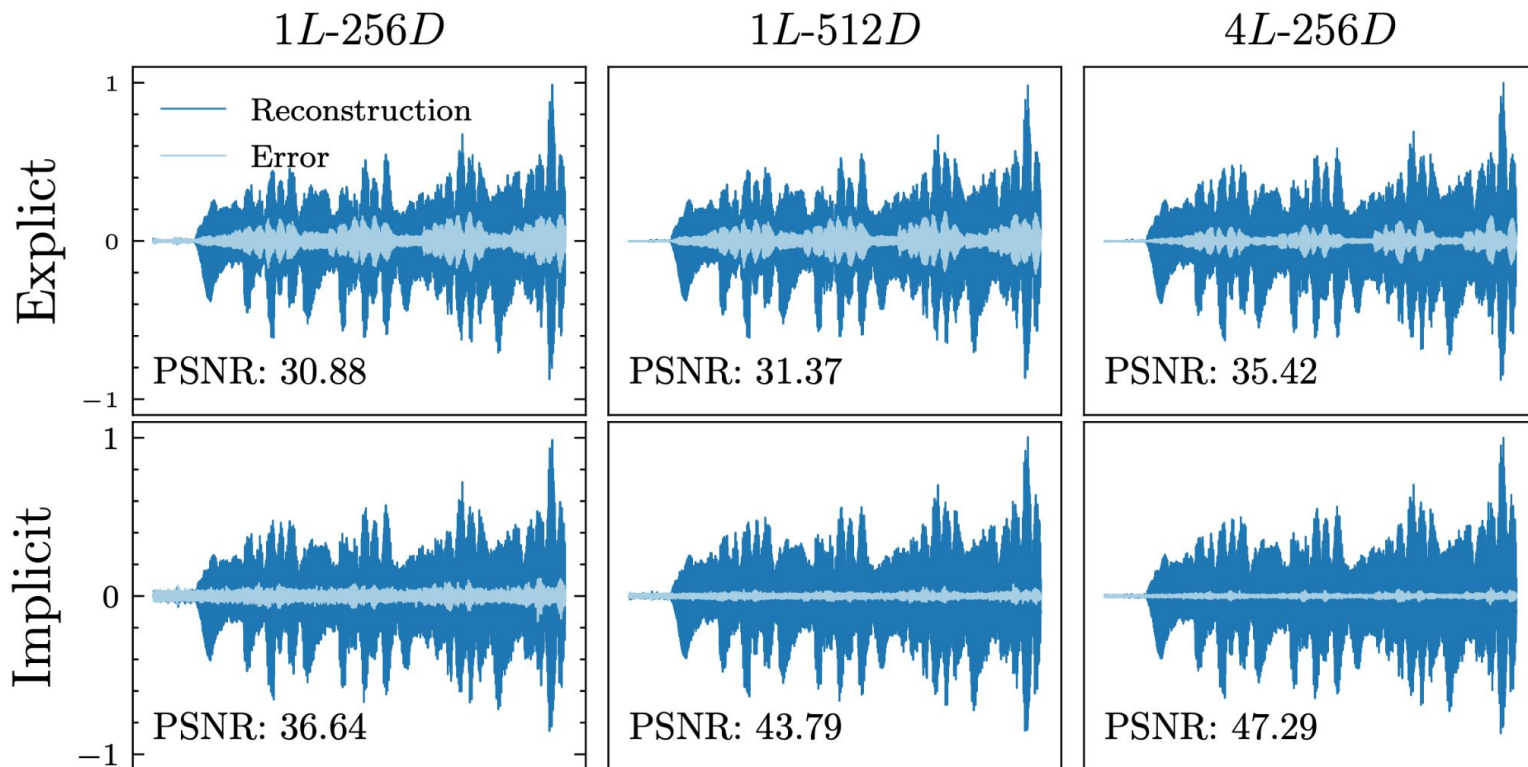 1L-256D 1L-512D 4L-256D
Explict
1
0
−1
Reconstruction
Error
PSNR: 30.88
PSNR: 31.37
PSNR: 35.42
Implicit
1
0
−1
PSNR: 36.64
PSNR: 43.79
PSNR: 47.29